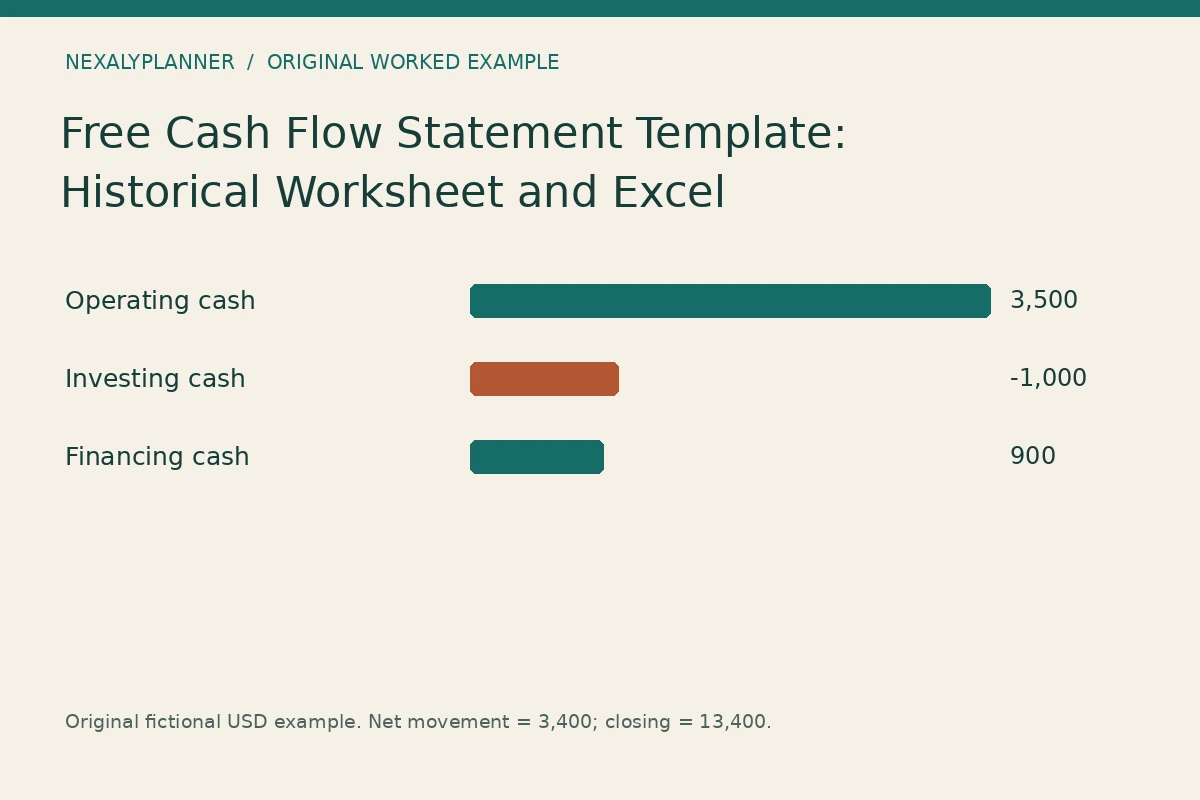 NEXALYPLANNER / ORIGINAL WORKED EXAMPLE
Free Cash Flow Statement Template:
Historical Worksheet and Excel
Operating cash 3,500
Investing cash -1,000
Financing cash 900
Original fictional USD example. Net movement = 3,400; closing = 13,400.